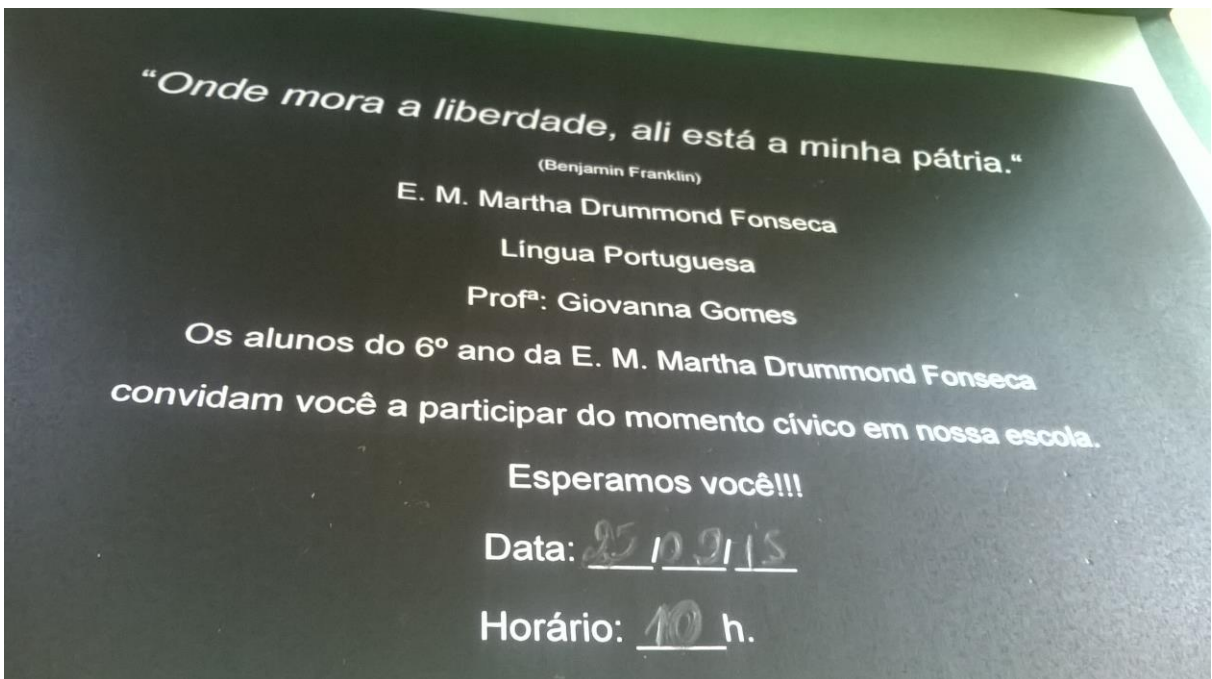 “Onde mora a liberdade, ali está a minha pátria.“
(Benjamin Franklin)
E. M. Martha Drummond Fonseca
Língua Portuguesa
Profª: Giovanna Gomes
Os alunos do 6º ano da E. M. Martha Drummond Fonseca
convidam você a participar do momento cívico em nossa escola.
Esperamos você!!!
Data: 25/09/15
Horário: 10 h.